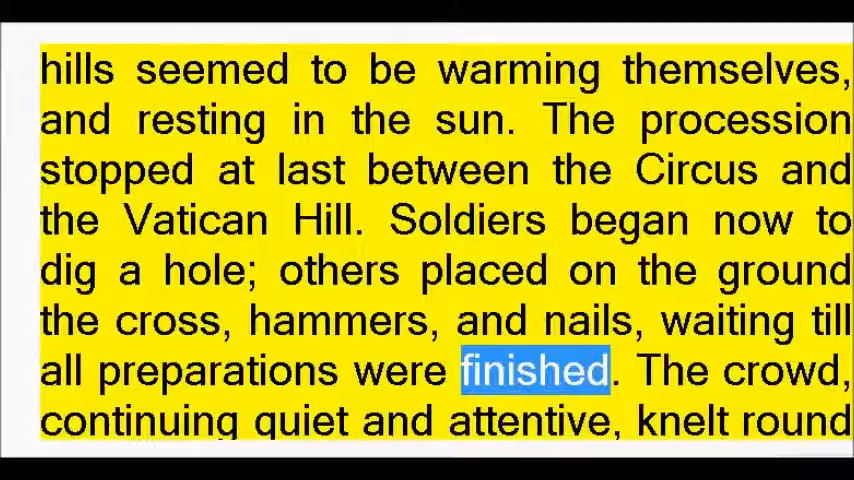 hills seemed to be warming themselves,
and resting in the sun. The procession
stopped at last between the Circus and
the Vatican Hill. Soldiers began now to
dig a hole; others placed on the ground
the cross, hammers, and nails, waiting till
all preparations were finished. The crowd,
continuing quiet and attentive, knelt round